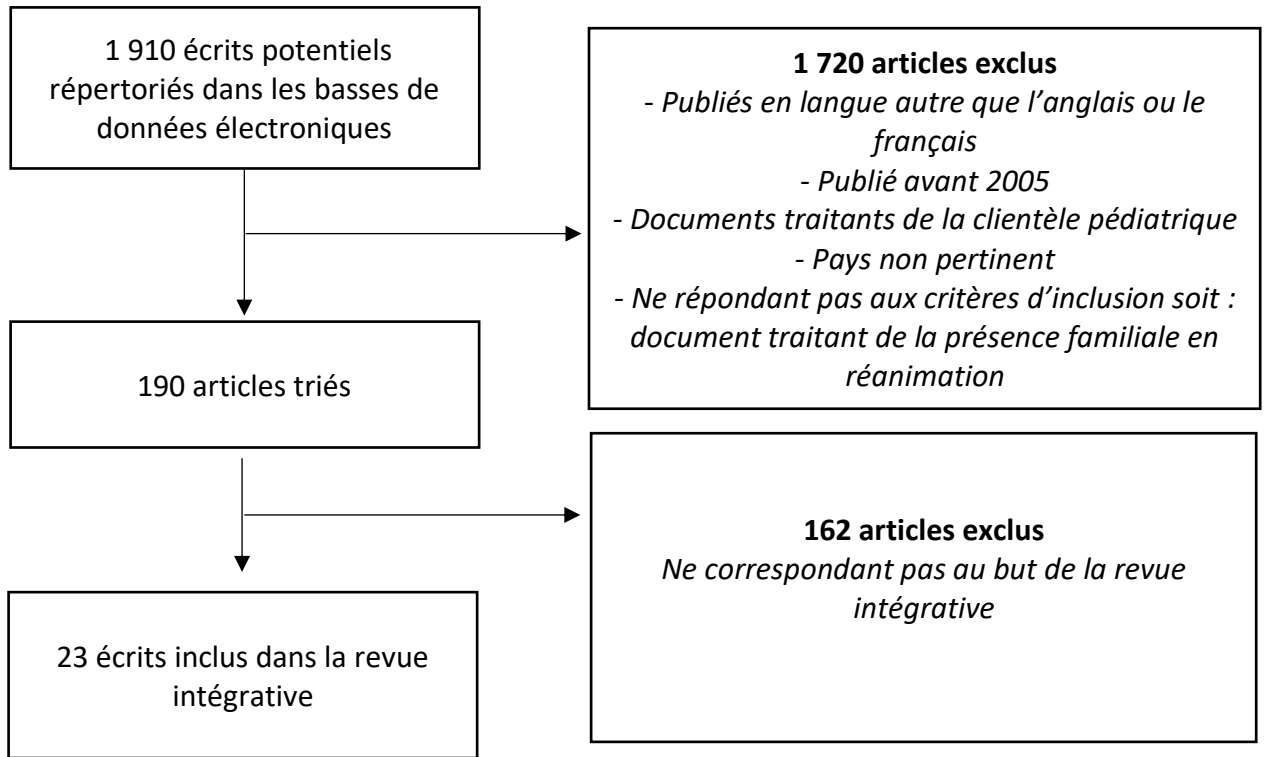 1 910 écrits potentiels
répertoriés dans les basses de
données électroniques
1 720 articles exclus
- Publiés en langue autre que l’anglais ou le
français
- Publié avant 2005
- Documents traitants de la clientèle pédiatrique
- Pays non pertinent
- Ne répondant pas aux critères d’inclusion soit :
document traitant de la présence familiale en
réanimation
190 articles triés
162 articles exclus
Ne correspondant pas au but de la revue
intégrative
23 écrits inclus dans la revue
intégrative